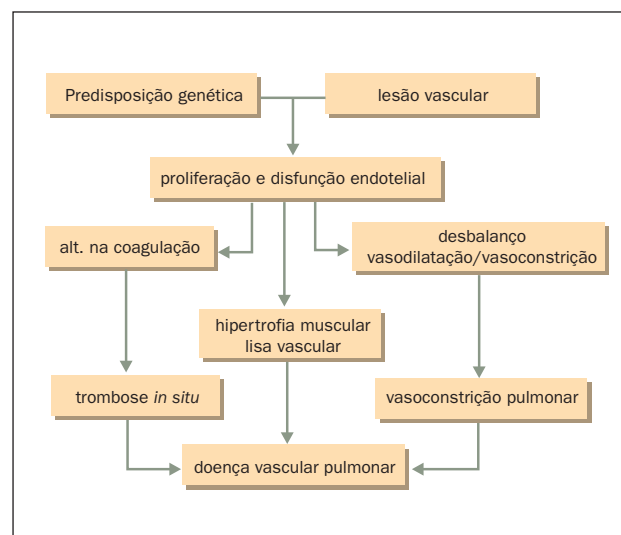 Predisposição genética
lesão vascular
proliferação e disfunção endotelial
alt. na coagulação
desbalanço
vasodilatação/vasoconstrição
hipertrofia muscular
lisa vascular
trombose in situ
vasoconstrição pulmonar
doença vascular pulmonar